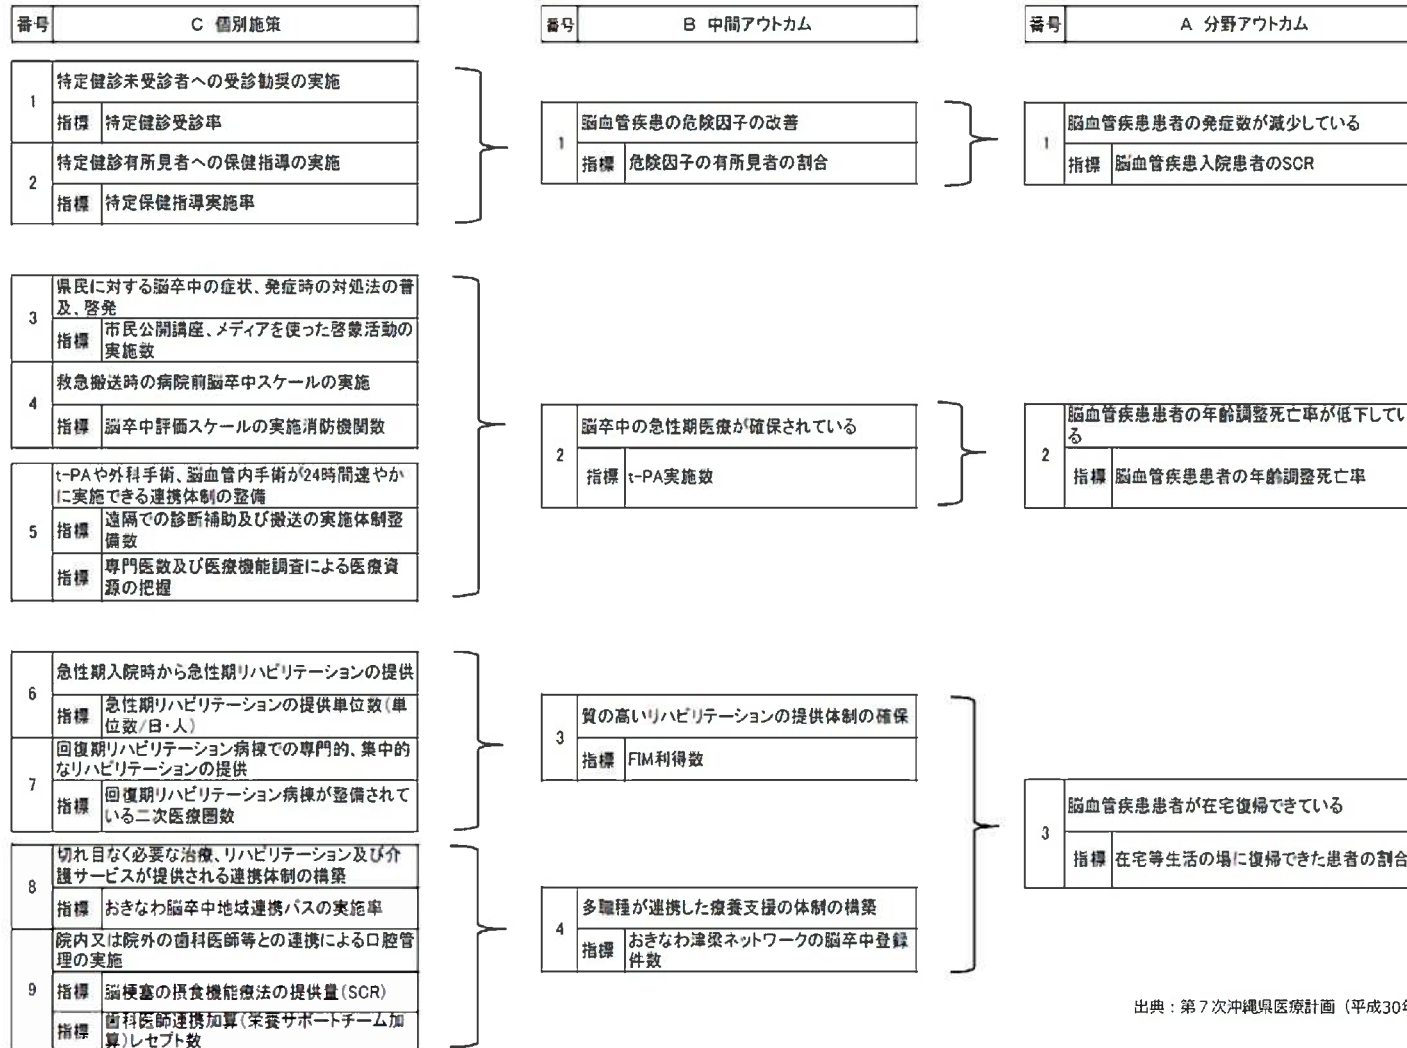 番号 C 個別施策
番号 B 中間アウトカム
番号 A 分野アウトカム
1 特定健診未受診者への受診勧奨の実施
指標 特定健診受診率
2 特定健診有所見者への保健指導の実施
指標 特定保健指導実施率
1 脳血管疾患の危険因子の改善
指標 危険因子の有所見者の割合
1 脳血管疾患患者の発症数が減少している
指標 脳血管疾患入院患者のSCR
3 県民に対する脳卒中の症状、発症時の対処法の普
及、啓発
指標 市民公開講座、メディアを使った啓蒙活動の
実施数
4 救急搬送時の病院前脳卒中スケールの実施
指標 脳卒中評価スケールの実施消防機関数
5 t-PAや外科手術、脳血管内手術が24時間速やか
に実施できる連携体制の整備
指標 遠隔での診断補助及び搬送の実施体制整
備数
指標 専門医数及び医療機能調査による医療資
源の把握
2 脳卒中の急性期医療が確保されている
指標 t-PA実施数
2 脳血管疾患患者の年齢調整死亡率が低下してい
る
指標 脳血管疾患患者の年齢調整死亡率
6 急性期入院時から急性期リハビリテーションの提供
指標 急性期リハビリテーションの提供単位数(単
位数/日・人)
7 回復期リハビリテーション病棟での専門的、集中的
なリハビリテーションの提供
指標 回復期リハビリテーション病棟が整備されて
いる二次医療圏数
8 切れ目なく必要な治療、リハビリテーション及び介
護サービスが提供される連携体制の構築
指標 おきなわ脳卒中地域連携パスの実施率
9 院内又は院外の歯科医師等との連携による口腔管
理の実施
指標 脳梗塞の摂食機能療法の提供量(SCR)
指標 歯科医師連携加算(栄養サポートチーム加
算)レセプト数
3 質の高いリハビリテーションの提供体制の確保
指標 FIM利得数
4 多職種が連携した療養支援の体制の構築
指標 おきなわ津梁ネットワークの脳卒中登録
件数
3 脳血管疾患患者が在宅復帰できている
指標 在宅等生活の場に復帰できた患者の割合
出典：第７次沖縄県医療計画（平成30年